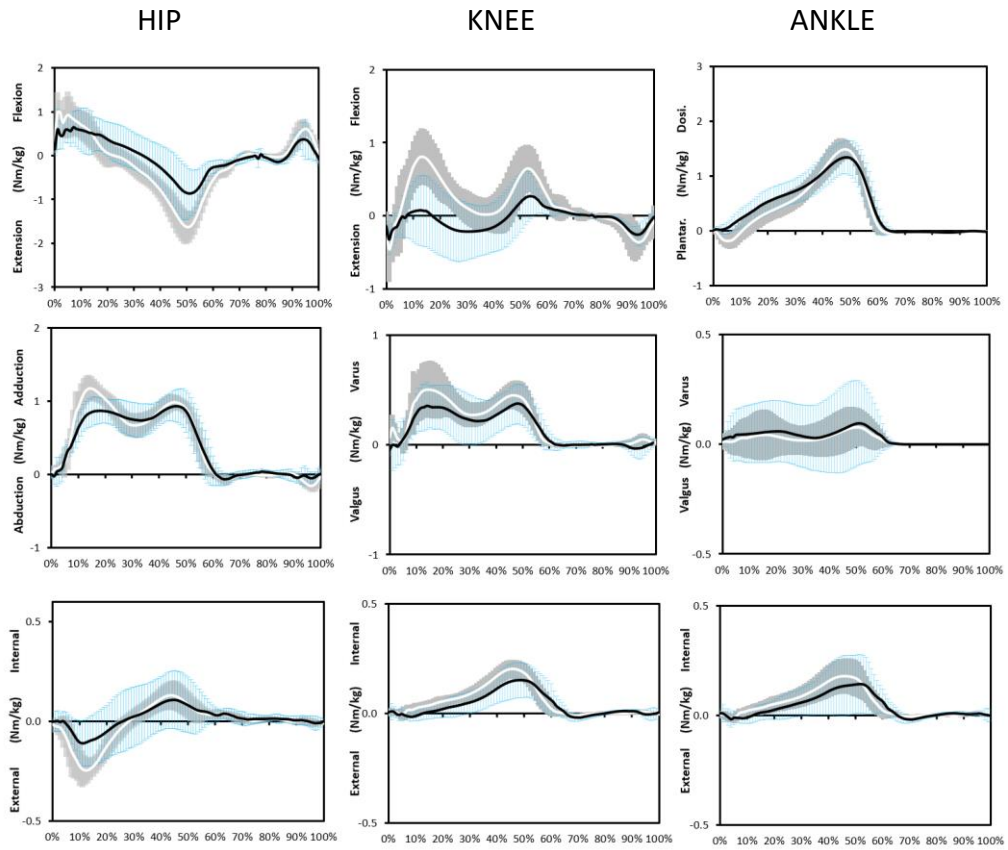 HIP
KNEE
ANKLE
Extension (Nm/kg) Flexion
2
1
0
-1
-2
-3
0% 10% 20% 30% 40% 50% 60% 70% 80% 90% 100%
Extension (Nm/kg) Flexion
2
1
0
-1
0% 10% 20% 30% 40% 50% 60% 70% 80% 90% 100%
Plantar. (Nm/kg) Dosi.
3
2
1
0
-1
0% 10% 20% 30% 40% 50% 60% 70% 80% 90% 100%
Abduction (Nm/kg) Adduction
2
1
0
-1
0% 10% 20% 30% 40% 50% 60% 70% 80% 90% 100%
Valgus (Nm/kg) Varus
1
0
-1
0% 10% 20% 30% 40% 50% 60% 70% 80% 90% 100%
Valgus (Nm/kg) Varus
0.5
0.0
-0.5
0% 10% 20% 30% 40% 50% 60% 70% 80% 90% 100%
External (Nm/kg) Internal
0.5
0.0
-0.5
0% 10% 20% 30% 40% 50% 60% 70% 80% 90% 100%
External (Nm/kg) Internal
0.5
0.0
-0.5
0% 10% 20% 30% 40% 50% 60% 70% 80% 90% 100%
External (Nm/kg) Internal
0.5
0.0
-0.5
0% 10% 20% 30% 40% 50% 60% 70% 80% 90% 100%